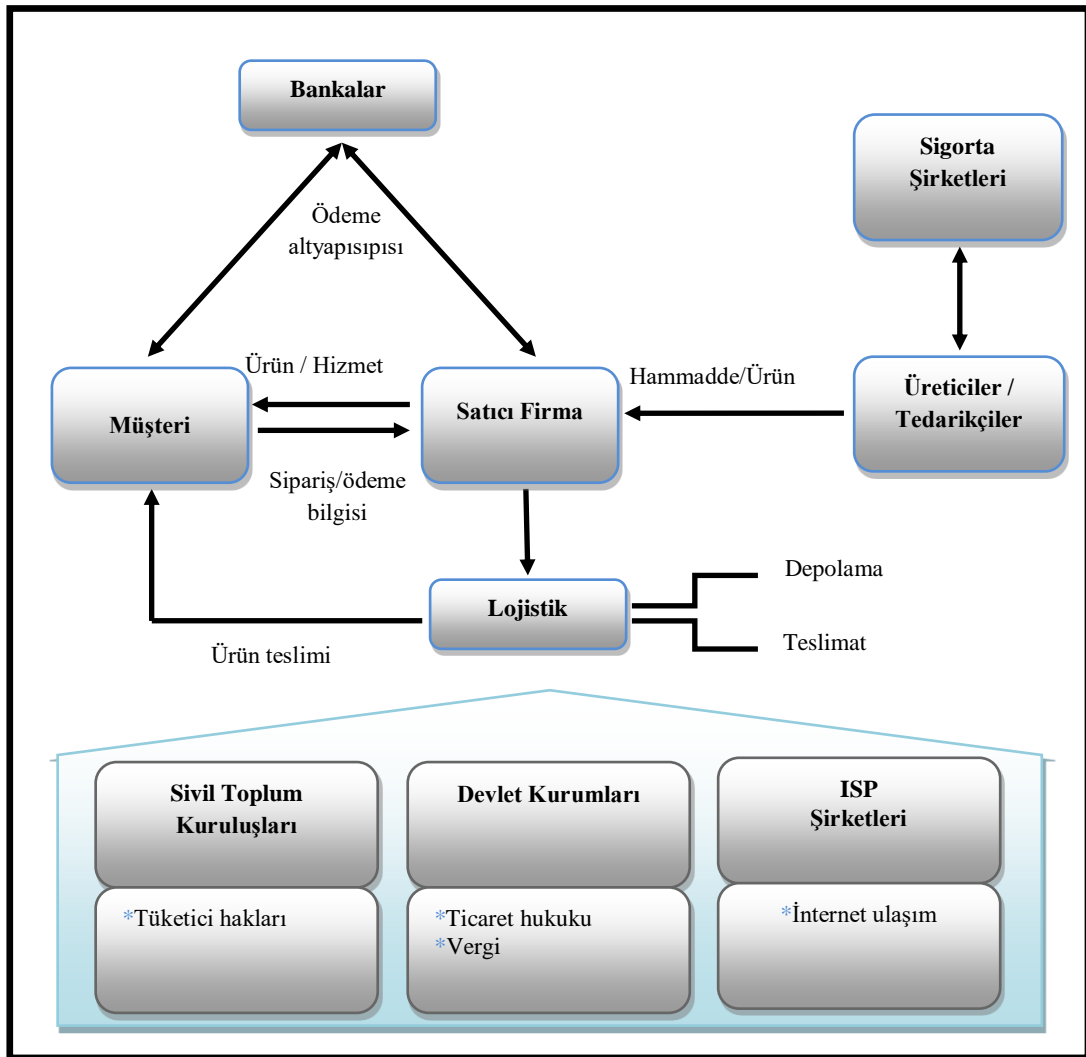 Bankalar
Sigorta
Şirketleri
Ödeme
altyapısıpısı
Ürün / Hizmet
Hammadde/Ürün
Müşteri
Satıcı Firma
Üreticiler /
Tedarikçiler
Sipariş/ödeme
bilgisi
Depolama
Lojistik
Teslimat
Ürün teslimi
Sivil Toplum
Kuruluşları
Devlet Kurumları
ISP
Şirketleri
*Tüketici hakları
*Ticaret hukuku
*Vergi
*İnternet ulaşım